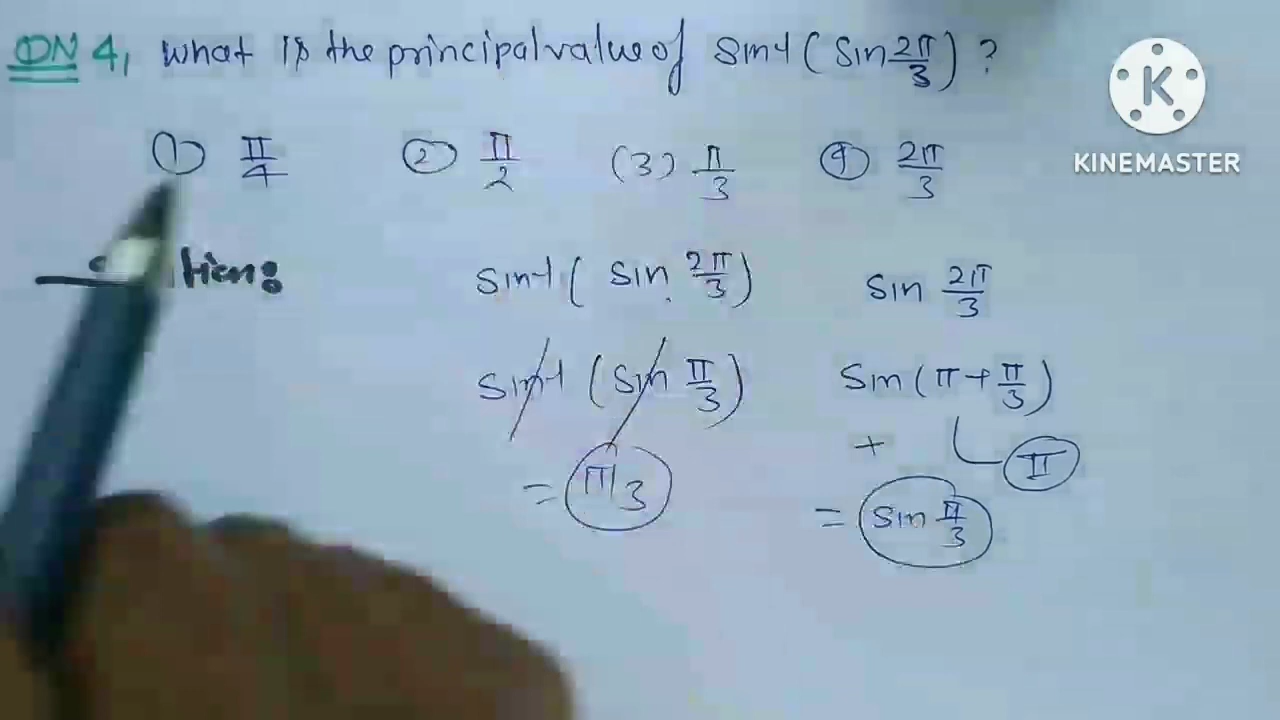 QN 4, What is the principal value of Sin-1 ( Sin 2π/3 ) ?
① π/4 ② π/2 (3) π/3 ④ 2π/3
Sin-1 ( Sin 2π/3 ) Sin 2π/3
Sin-1 ( Sin π/3 ) Sin ( π + π/3 )
+ II
= π/3 = Sin π/3
K
KINEMASTER